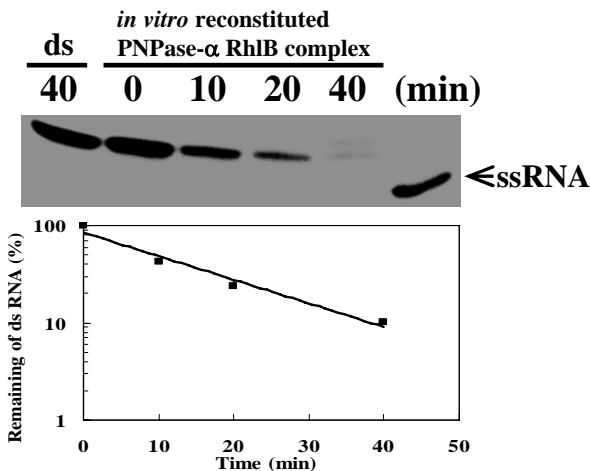 in vitro reconstituted
ds PNPase-α RhlB complex
40 0 10 20 40 (min)
ssRNA
Remaining of ds RNA (%)
100
10
1
0 10 20 30 40 50
Time (min)